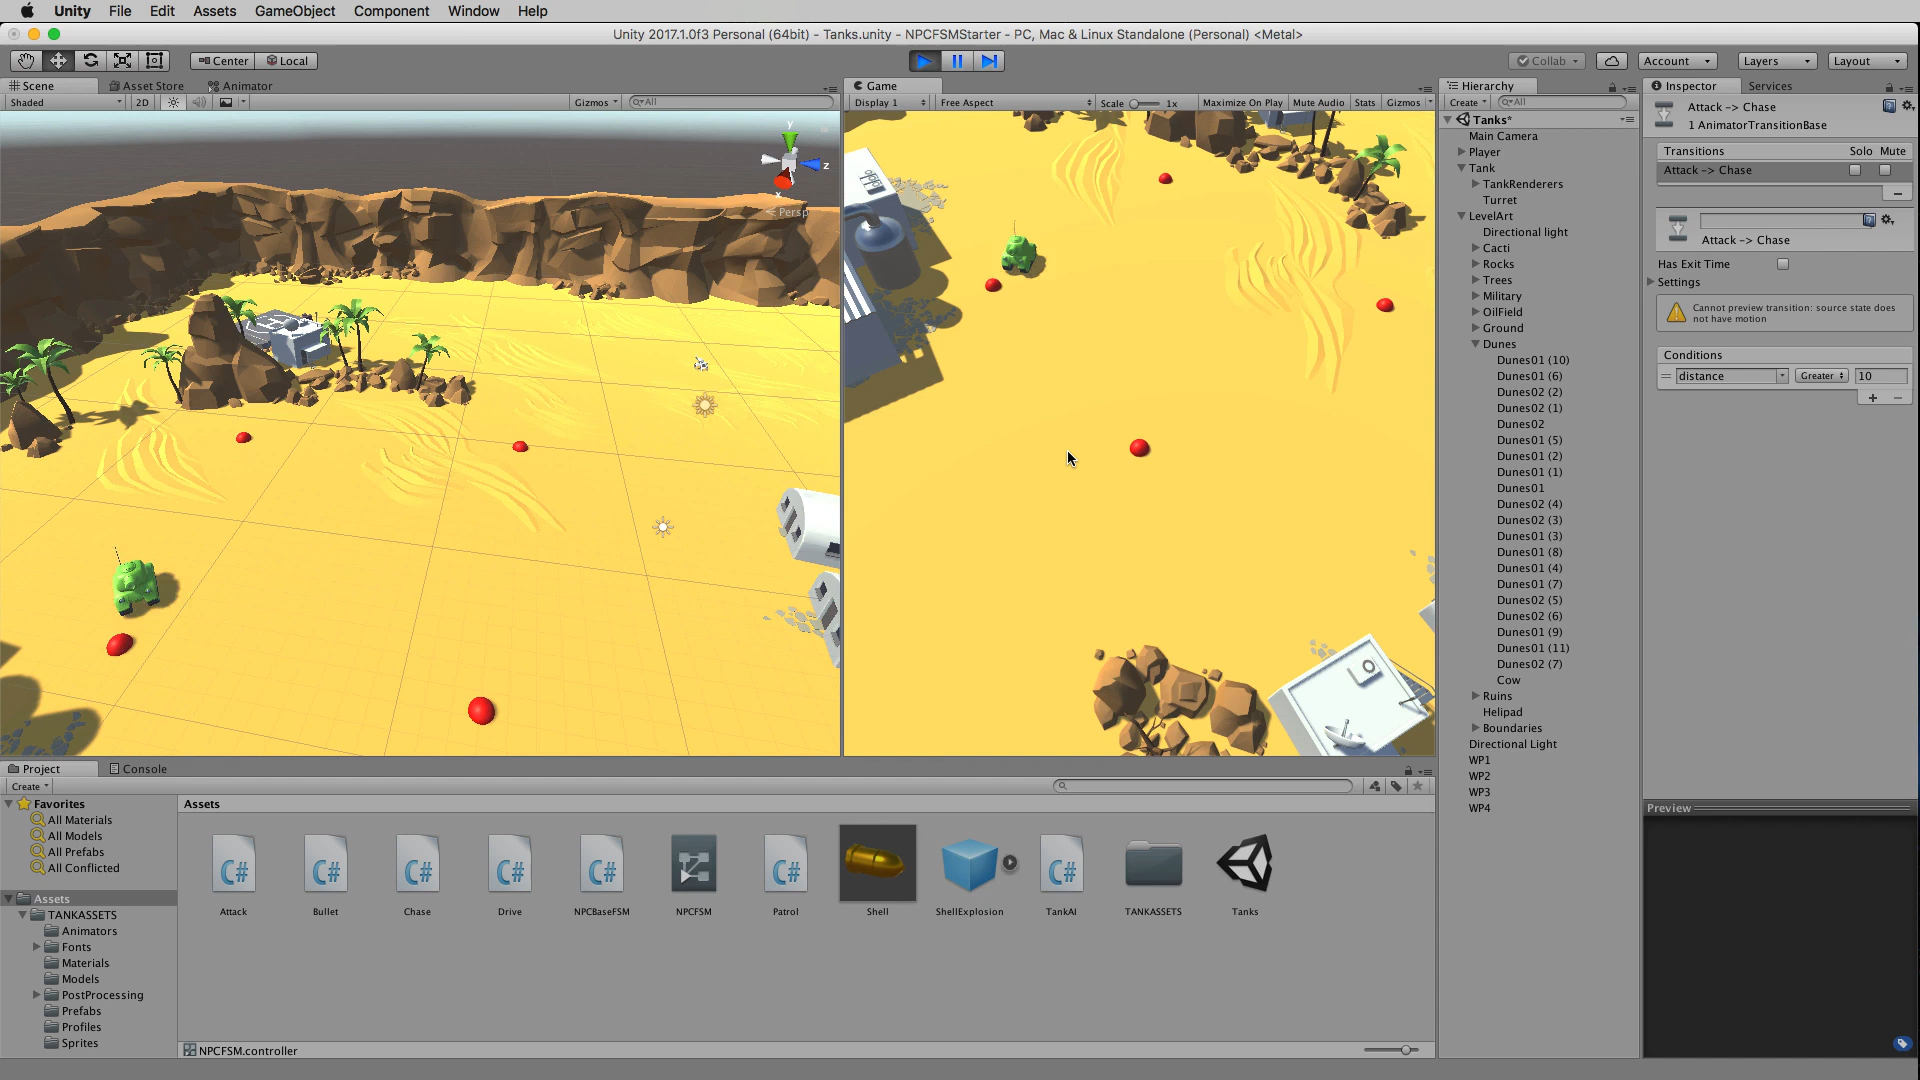 Unity File Edit Assets GameObject Component Window Help
Unity 2017.1.0f3 Personal (64bit) - Tanks.unity - NPCFSMStarter - PC, Mac & Linux Standalone (Personal) <Metal>
Center Local
Collab Account Layers Layout
Scene Asset Store Animator
Shaded 2D Gizmos All
y
z
x
Persp
Game
Display 1 Free Aspect Scale 1x Maximize On Play Mute Audio Stats Gizmos
Hierarchy
Create All
Tanks*
Main Camera
Player
Tank
TankRenderers
Turret
LevelArt
Directional light
Cacti
Rocks
Trees
Military
OilField
Ground
Dunes
Dunes01 (10)
Dunes01 (6)
Dunes02 (2)
Dunes02 (1)
Dunes02
Dunes01 (5)
Dunes01 (2)
Dunes01 (1)
Dunes01
Dunes02 (4)
Dunes02 (3)
Dunes01 (3)
Dunes01 (8)
Dunes01 (4)
Dunes01 (7)
Dunes02 (5)
Dunes02 (6)
Dunes01 (9)
Dunes01 (11)
Dunes02 (7)
Cow
Ruins
Helipad
Boundaries
Directional Light
WP1
WP2
WP3
WP4
Inspector Services
Attack -> Chase
1 AnimatorTransitionBase
Transitions Solo Mute
Attack -> Chase
Attack -> Chase
Has Exit Time
Settings
Cannot preview transition: source state does
not have motion
Conditions
distance Greater 10
Preview
Project Console
Create
Favorites
All Materials
All Models
All Prefabs
All Conflicted
Assets
TANKASSETS
Animators
Fonts
Materials
Models
PostProcessing
Prefabs
Profiles
Sprites
Assets
C# C# C# C# C# C# C#
Attack Bullet Chase Drive NPCBaseFSM NPCFSM Patrol Shell ShellExplosion TankAI TANKASSETS Tanks
NPCFSM.controller